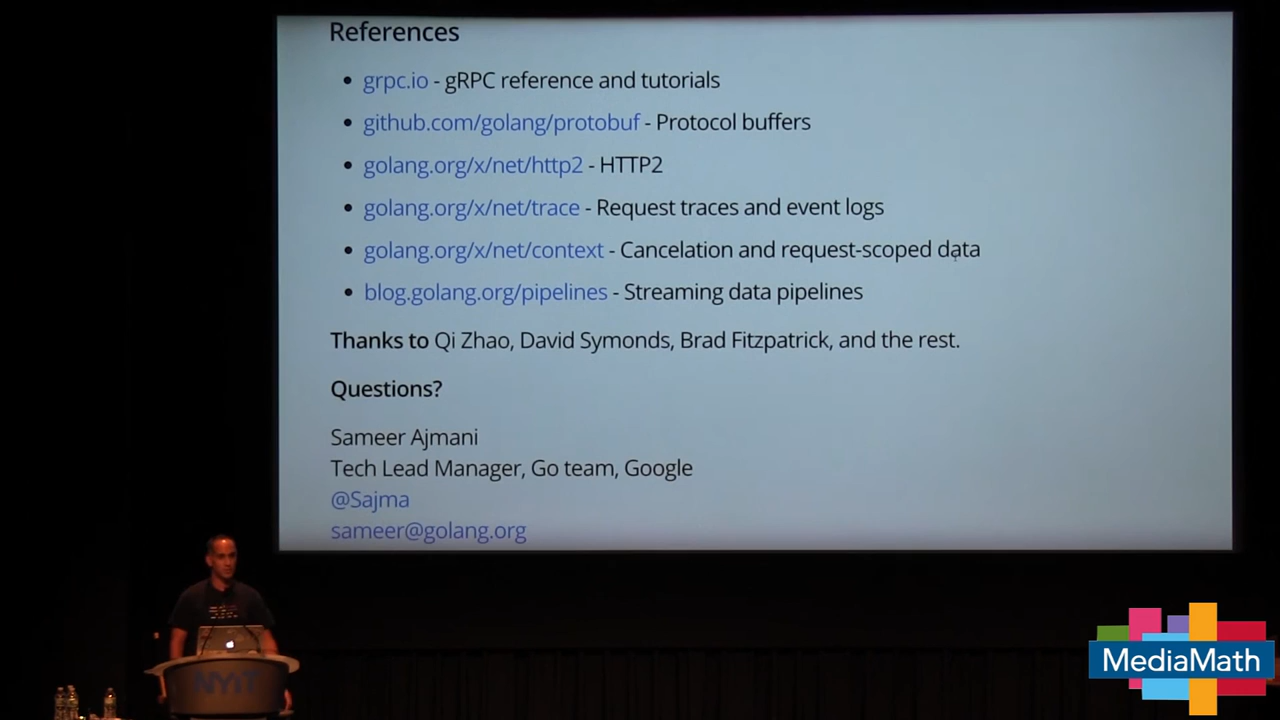 References
grpc.io - gRPC reference and tutorials
github.com/golang/protobuf - Protocol buffers
golang.org/x/net/http2 - HTTP2
golang.org/x/net/trace - Request traces and event logs
golang.org/x/net/context - Cancelation and request-scoped data
blog.golang.org/pipelines - Streaming data pipelines
Thanks to Qi Zhao, David Symonds, Brad Fitzpatrick, and the rest.
Questions?
Sameer Ajmani
Tech Lead Manager, Go team, Google
@Sajma
sameer@golang.org
NYIT
MediaMath